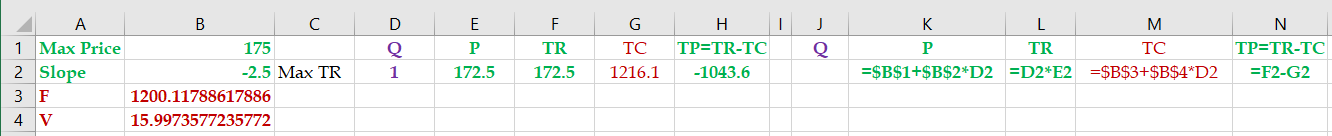 A B C D E F G H I J K L M N
1 Max Price 175 Q P TR TC TP=TR-TC Q P TR TC TP=TR-TC
2 Slope -2.5 Max TR 1 172.5 172.5 1216.1 -1043.6 =$B$1+$B$2*D2 =D2*E2 =$B$3+$B$4*D2 =F2-G2
3 F 1200.11788617886
4 V 15.9973577235772